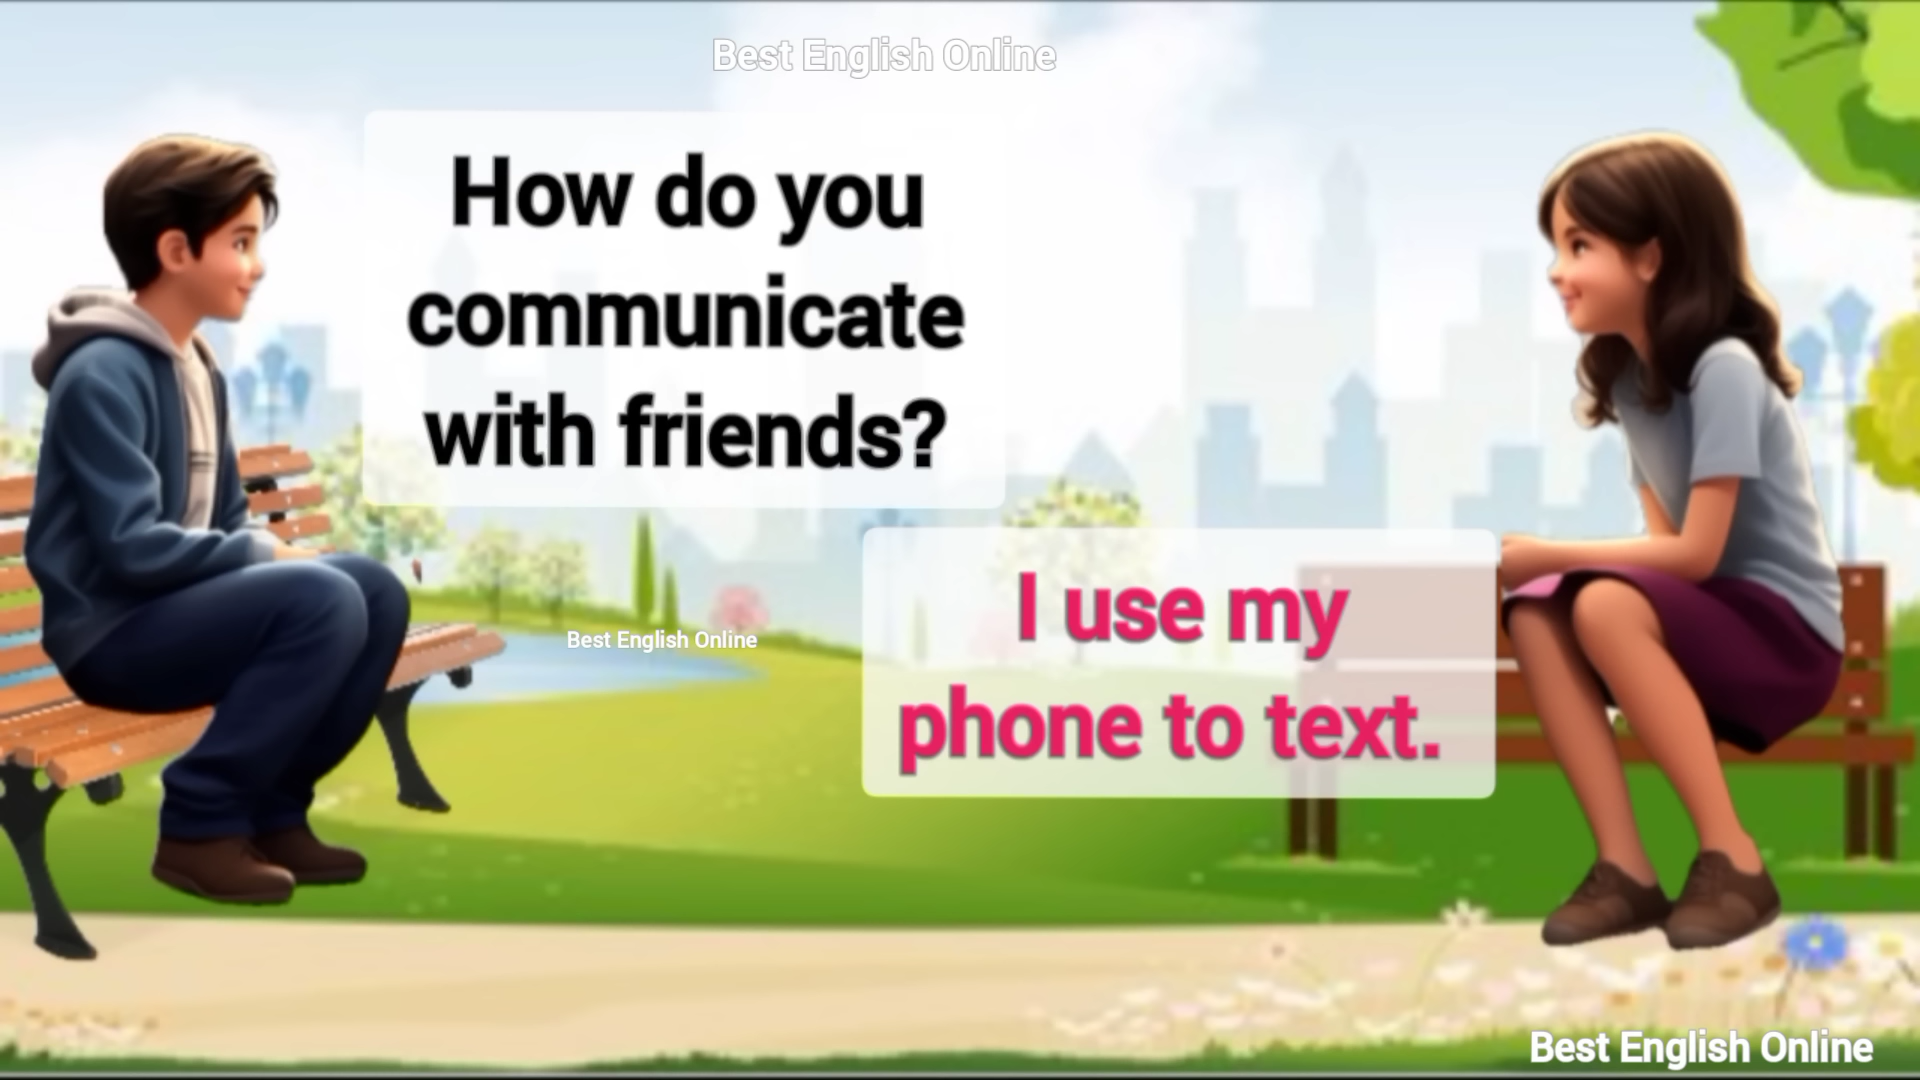 Best English Online
How do you
communicate
with friends?
I use my
phone to text.
Best English Online
Best English Online